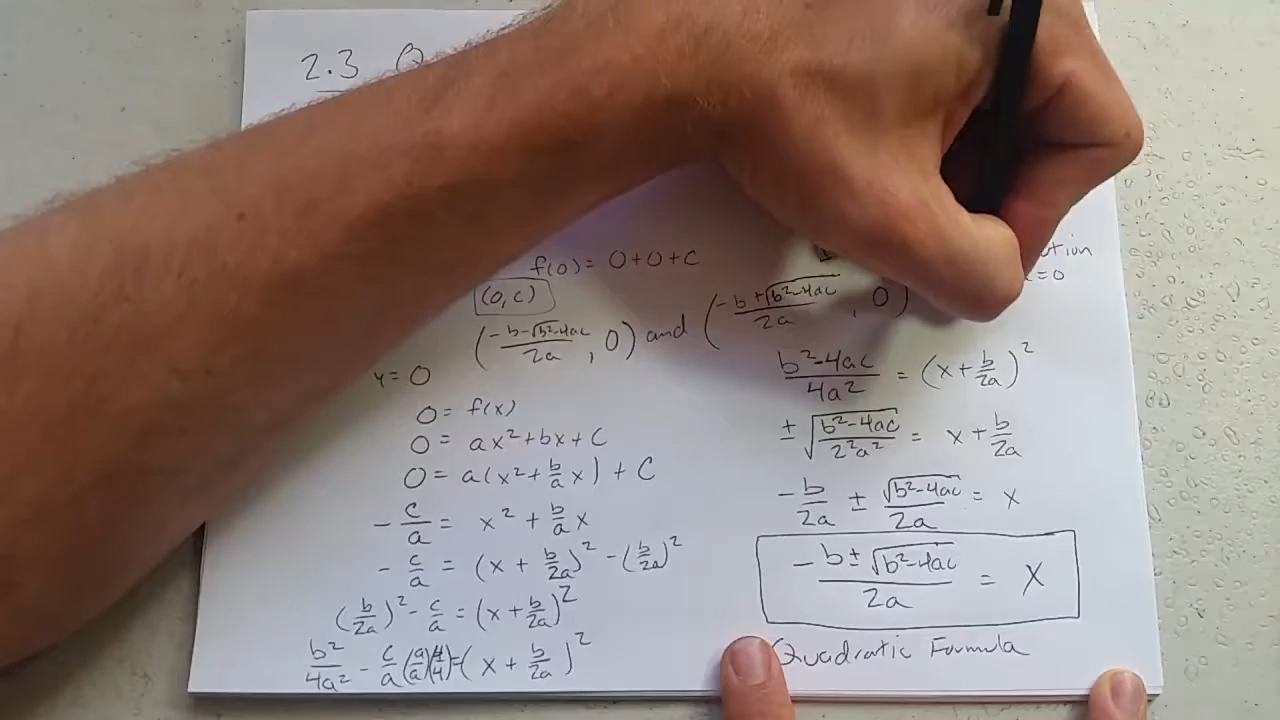 2.3
f(0) = 0+0+C
(0,C)
(-b-√b²-4ac/2a, 0) and (-b+√b²-4ac/2a, 0)
y=0
0 = f(x)
0 = ax²+bx+C
0 = a(x²+b/a x) + C
-c/a = x²+b/a x
-c/a = (x + b/2a)² - (b/2a)²
(b/2a)² - c/a = (x+b/2a)²
b²/4a² - c/a(a/a)(4/4) = (x + b/2a)²
=0
b²-4ac/4a² = (x+b/2a)²
±√b²-4ac/2²a² = x+b/2a
-b/2a ± √b²-4ac/2a = x
-b±√b²-4ac/2a = X
Quadratic Formula